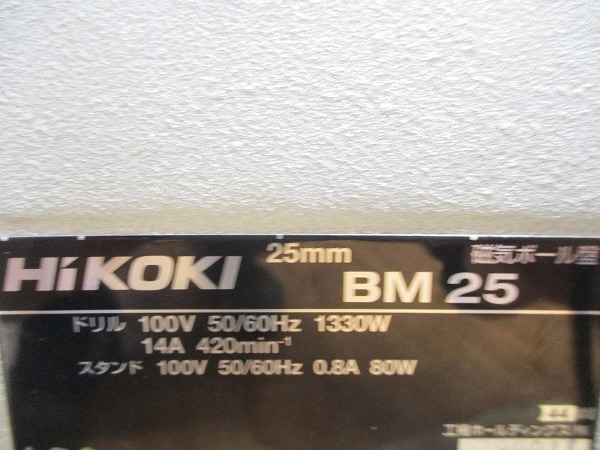 HiKOKI 25mm BM 25 磁気ボール盤
ドリル 100V 50/60Hz 1330W
14A 420min⁻¹
スタンド 100V 50/60Hz 0.8A 80W
44
工機ホールディングス㈱